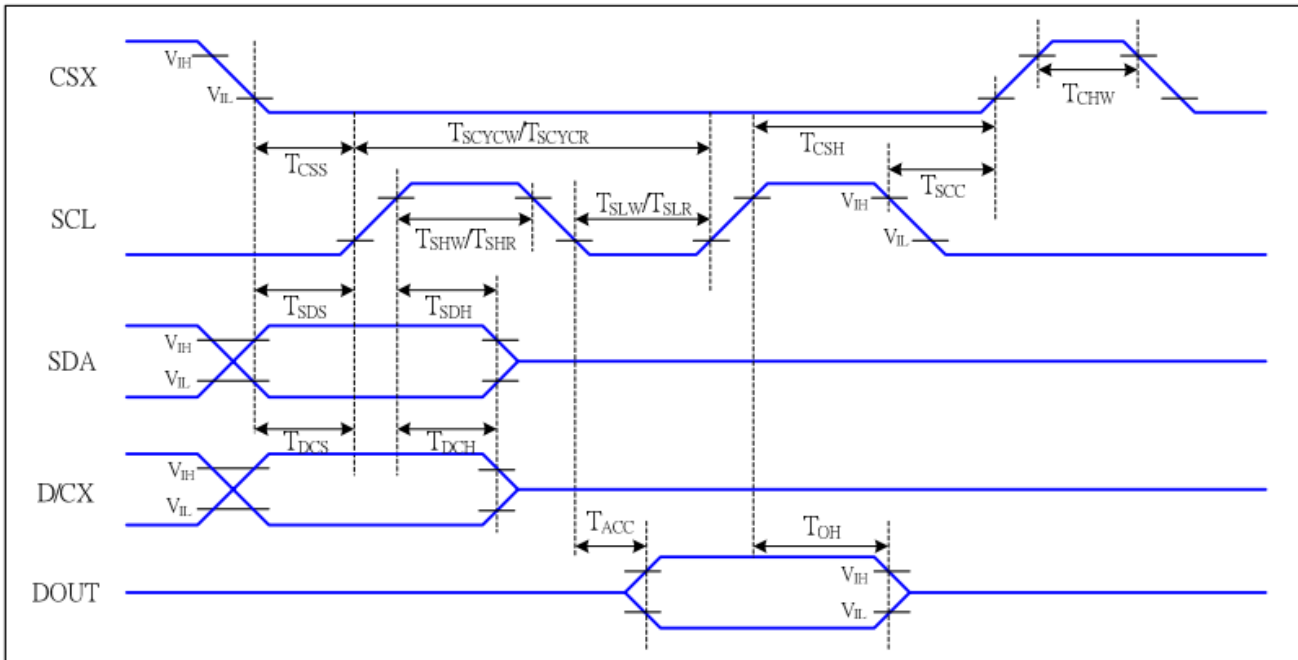 CSX
VIH
VIL
TCHW
TSCYCW/TSCYCR
TCSS
TCSH
TSCC
SCL
TSLW/TSLR
VIH
TSHW/TSHR
VIL
TSDS
TSDH
SDA
VIH
VIL
TDCS
TDCH
D/CX
VIH
VIL
TACC
TOH
DOUT
VIH
VIL